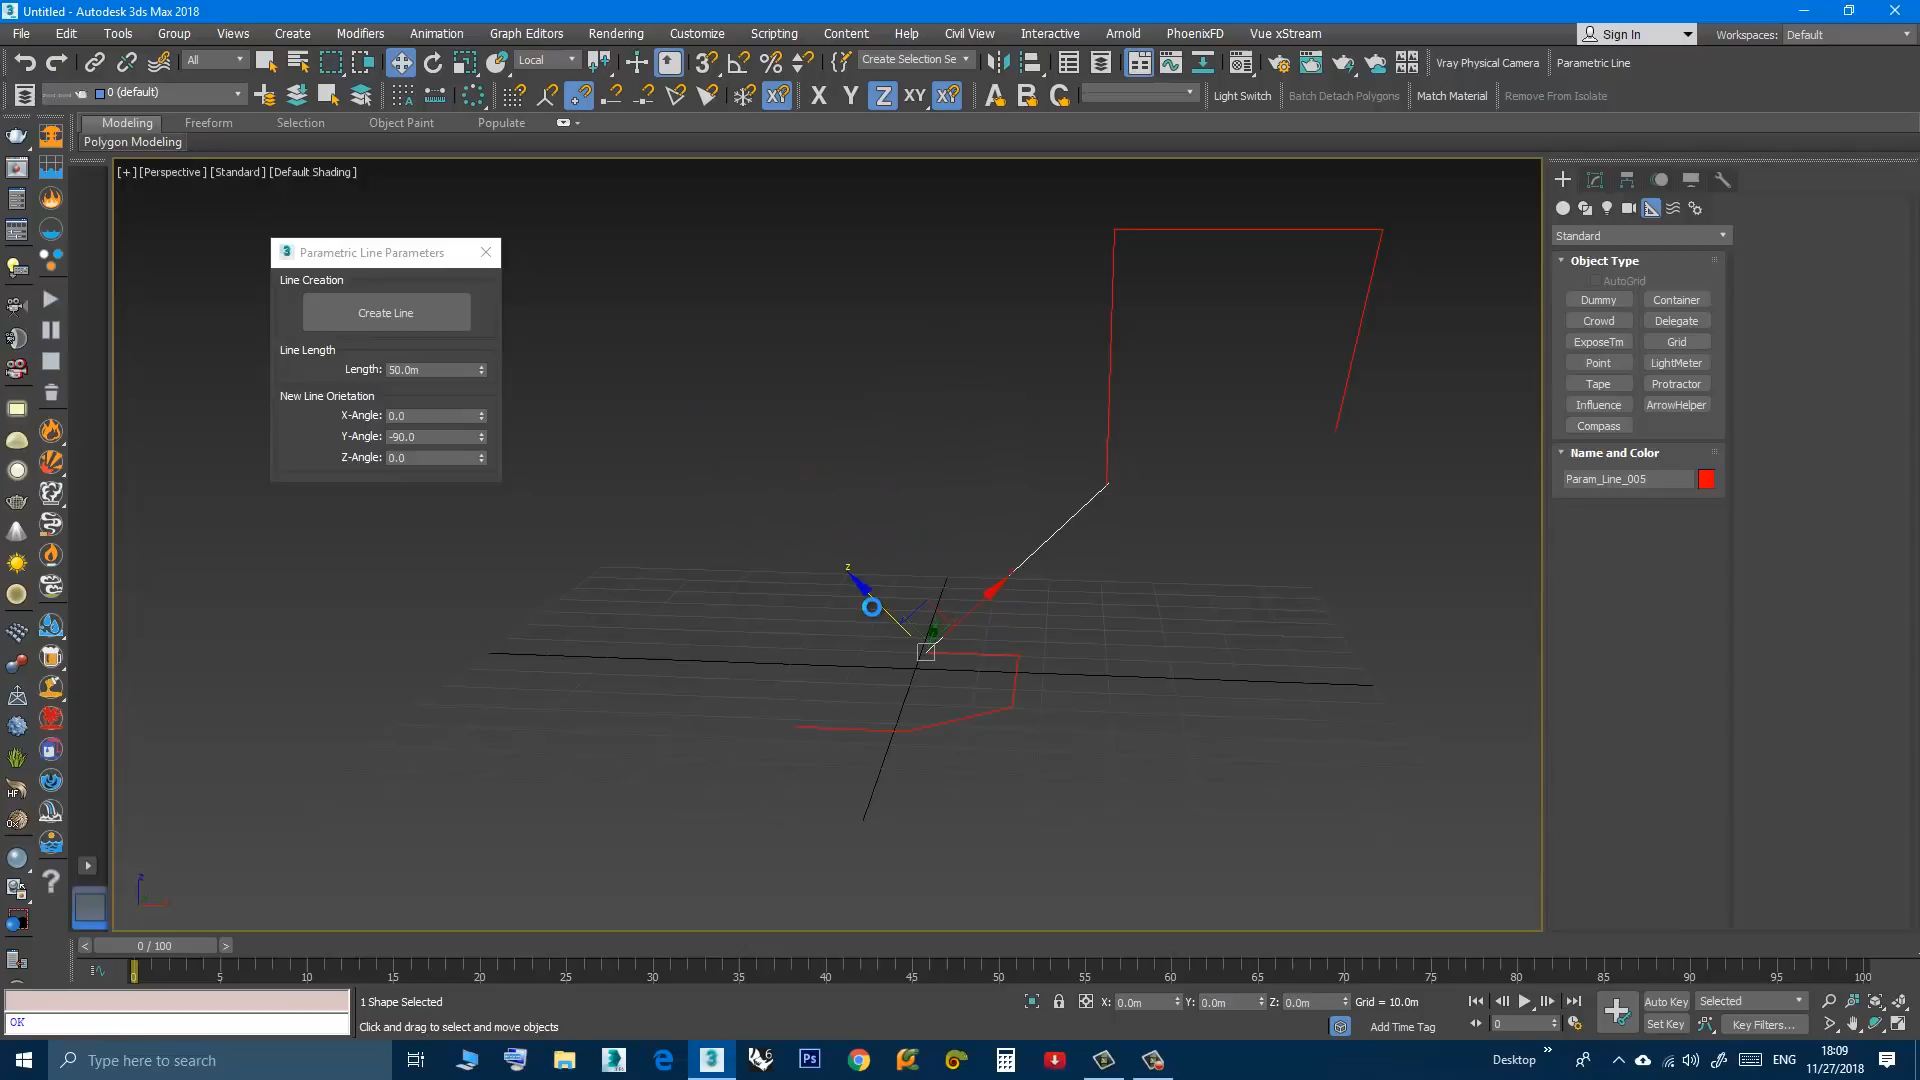 Untitled - Autodesk 3ds Max 2018
File Edit Tools Group Views Create Modifiers Animation Graph Editors Rendering Customize Scripting Content Help Civil View Interactive Arnold PhoenixFD Vue xStream Sign In Workspaces: Default
All Local Create Selection Se Vray Physical Camera Parametric Line
0 (default) X Y Z XY XY A B C Light Switch Batch Detach Polygons Match Material Remove From Isolate
Modeling Freeform Selection Object Paint Populate
Polygon Modeling
[+] [Perspective ] [Standard ] [Default Shading ]
Parametric Line Parameters
Line Creation
Create Line
Line Length
Length: 50.0m
New Line Orietation
X-Angle: 0.0
Y-Angle: -90.0
Z-Angle: 0.0
z
z
Standard
Object Type
AutoGrid
Dummy Container
Crowd Delegate
ExposeTm Grid
Point LightMeter
Tape Protractor
Influence ArrowHelper
Compass
Name and Color
Param_Line_005
< 0 / 100 >
0 5 10 15 20 25 30 35 40 45 50 55 60 65 70 75 80 85 90 95 100
1 Shape Selected X: 0.0m Y: 0.0m Z: 0.0m Grid = 10.0m Auto Key Selected
OK Click and drag to select and move objects Add Time Tag 0 Set Key Key Filters...
Type here to search Desktop ENG 18:09
11/27/2018